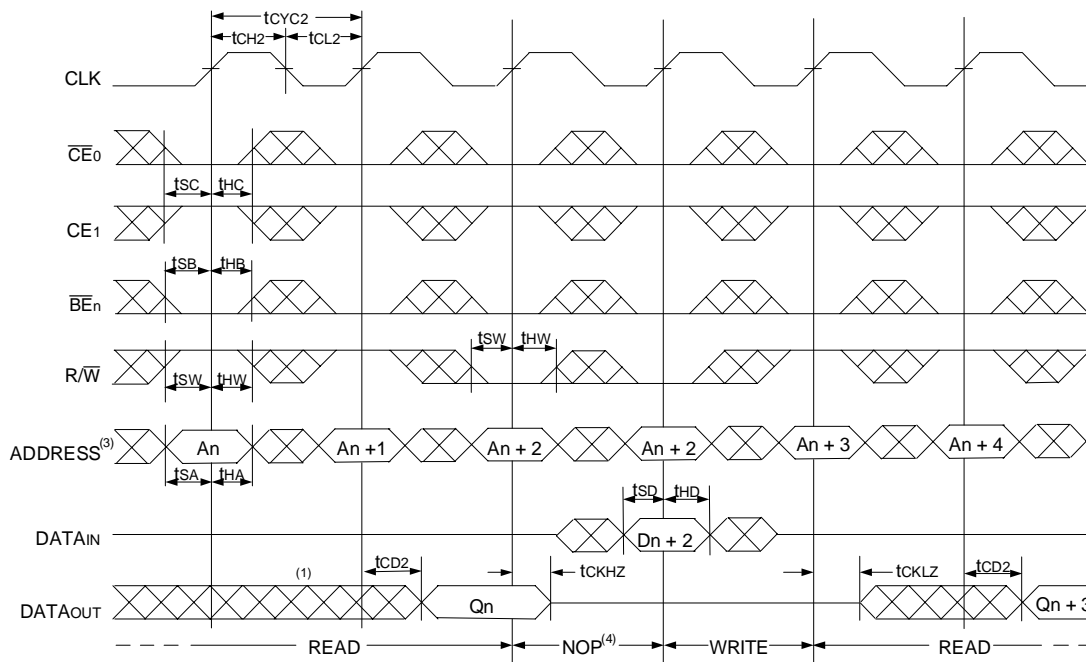 tCYC2
tCH2 tCL2
CLK
CE0
tSC tHC
CE1
tSB tHB
BEn
tSW tHW
R/W
tSW tHW
ADDRESS(3) An An +1 An + 2 An + 2 An + 3 An + 4
tSA tHA
tSD tHD
DATAIN Dn + 2
(1) tCD2 tCKHZ tCKLZ tCD2
DATAOUT Qn Qn + 3
READ NOP(4) WRITE READ